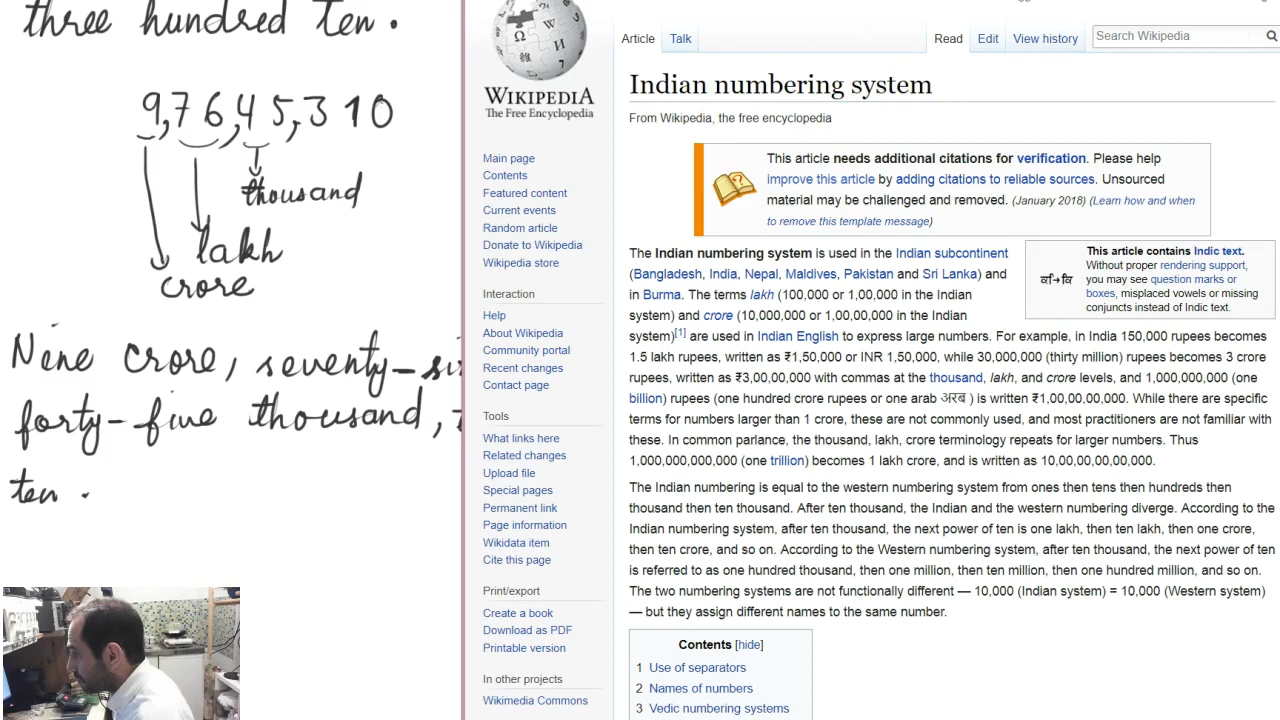 three hundred ten.
9,76,45,310
thousand
lakh
crore
Nine crore, seventy-si
forty-five thousand,
ten.
WIKIPEDIA
The Free Encyclopedia
Main page
Contents
Featured content
Current events
Random article
Donate to Wikipedia
Wikipedia store
Interaction
Help
About Wikipedia
Community portal
Recent changes
Contact page
Tools
What links here
Related changes
Upload file
Special pages
Permanent link
Page information
Wikidata item
Cite this page
Print/export
Create a book
Download as PDF
Printable version
In other projects
Wikimedia Commons
Article Talk Read Edit View history Search Wikipedia
Indian numbering system
From Wikipedia, the free encyclopedia
This article needs additional citations for verification. Please help
improve this article by adding citations to reliable sources. Unsourced
material may be challenged and removed. (January 2018) (Learn how and when
to remove this template message)
This article contains Indic text.
Without proper rendering support,
you may see question marks or
boxes, misplaced vowels or missing
conjuncts instead of Indic text.
The Indian numbering system is used in the Indian subcontinent
(Bangladesh, India, Nepal, Maldives, Pakistan and Sri Lanka) and
in Burma. The terms lakh (100,000 or 1,00,000 in the Indian
system) and crore (10,000,000 or 1,00,00,000 in the Indian
system)[1] are used in Indian English to express large numbers. For example, in India 150,000 rupees becomes
1.5 lakh rupees, written as ₹1,50,000 or INR 1,50,000, while 30,000,000 (thirty million) rupees becomes 3 crore
rupees, written as ₹3,00,00,000 with commas at the thousand, lakh, and crore levels, and 1,000,000,000 (one
billion) rupees (one hundred crore rupees or one arab अरब ) is written ₹1,00,00,00,000. While there are specific
terms for numbers larger than 1 crore, these are not commonly used, and most practitioners are not familiar with
these. In common parlance, the thousand, lakh, crore terminology repeats for larger numbers. Thus
1,000,000,000,000 (one trillion) becomes 1 lakh crore, and is written as 10,00,00,00,00,000.
The Indian numbering is equal to the western numbering system from ones then tens then hundreds then
thousand then ten thousand. After ten thousand, the Indian and the western numbering diverge. According to the
Indian numbering system, after ten thousand, the next power of ten is one lakh, then ten lakh, then one crore,
then ten crore, and so on. According to the Western numbering system, after ten thousand, the next power of ten
is referred to as one hundred thousand, then one million, then ten million, then one hundred million, and so on.
The two numbering systems are not functionally different — 10,000 (Indian system) = 10,000 (Western system)
— but they assign different names to the same number.
Contents [hide]
1 Use of separators
2 Names of numbers
3 Vedic numbering systems